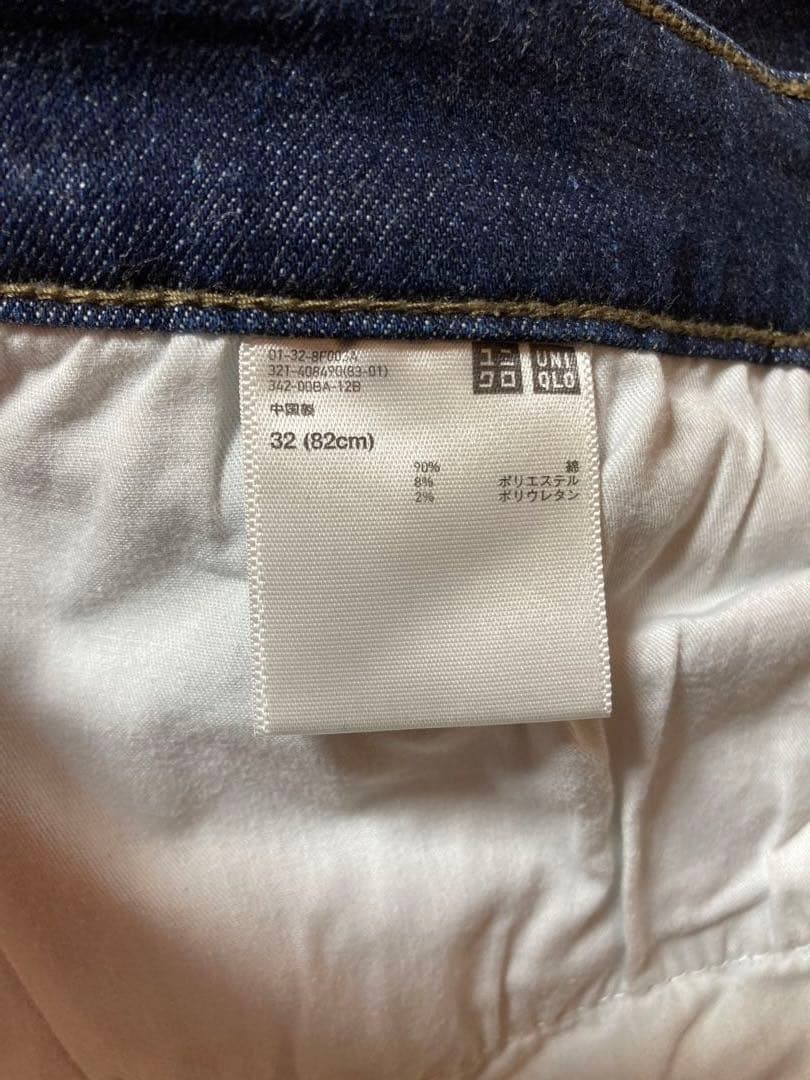 01-32-8F003A
321-408490(83-01)
342-00BA-12B
ユニ
クロ
UNI
QLO
中国製
32 (82cm)
90% 綿
8% ポリエステル
2% ポリウレタン